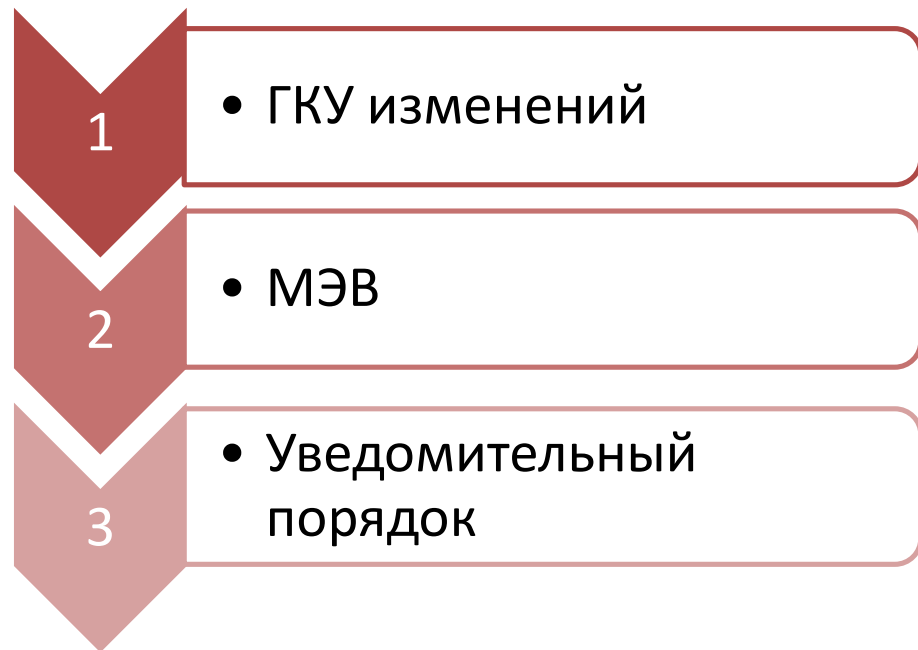 1
• ГКУ изменений
2
• МЭВ
3
• Уведомительный
порядок